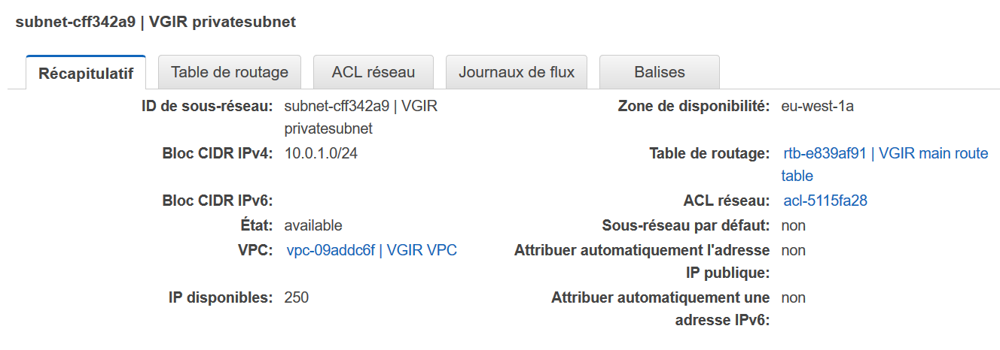 subnet-cff342a9 | VGIR privatesubnet
Récapitulatif Table de routage ACL réseau Journaux de flux Balises
ID de sous-réseau: subnet-cff342a9 | VGIR Zone de disponibilité: eu-west-1a
privatesubnet
Bloc CIDR IPv4: 10.0.1.0/24 Table de routage: rtb-e839af91 | VGIR main route
table
Bloc CIDR IPv6: ACL réseau: acl-5115fa28
État: available Sous-réseau par défaut: non
VPC: vpc-09addc6f | VGIR VPC Attribuer automatiquement l'adresse non
IP publique:
IP disponibles: 250 Attribuer automatiquement une non
adresse IPv6: